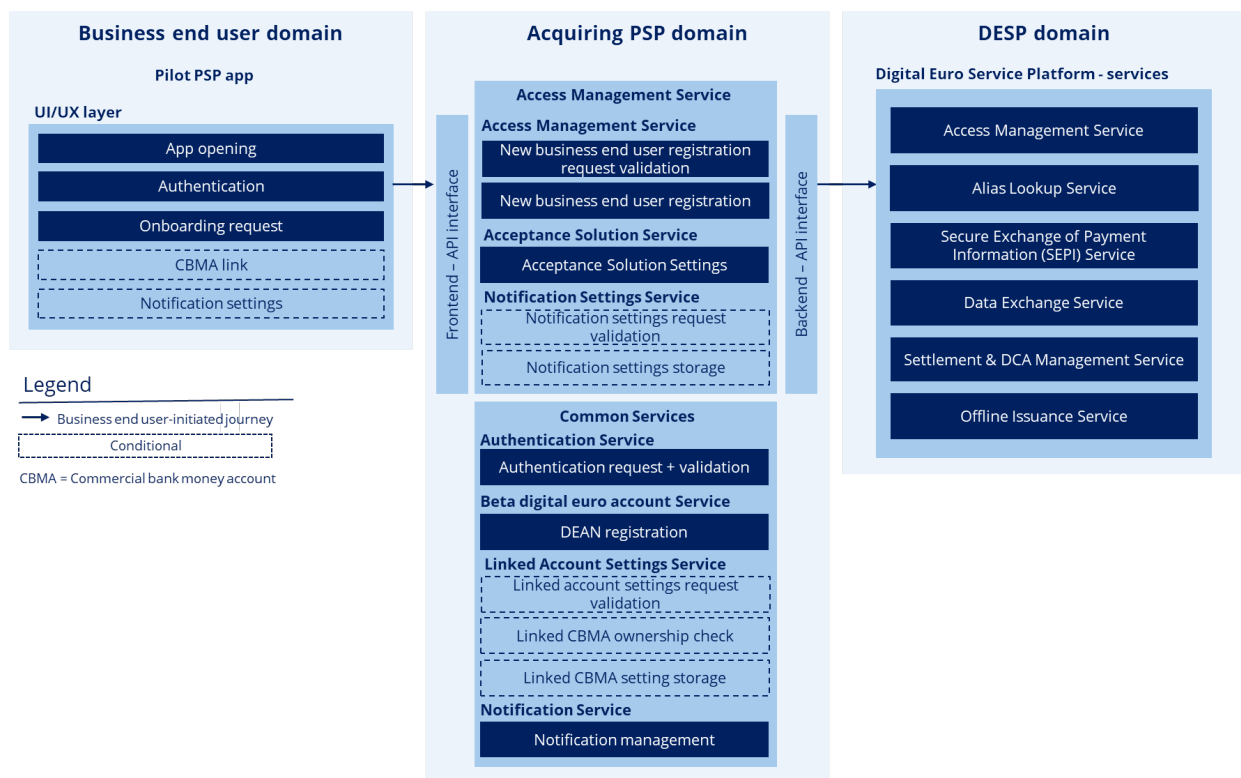 Business end user domain
Pilot PSP app
UI/UX layer
App opening
Authentication
Onboarding request
CBMA link
Notification settings
Legend
Business end user-initiated journey
Conditional
CBMA = Commercial bank money account
Acquiring PSP domain
Frontend – API interface
Access Management Service
Access Management Service
New business end user registration
request validation
New business end user registration
Acceptance Solution Service
Acceptance Solution Settings
Notification Settings Service
Notification settings request
validation
Notification settings storage
Backend – API interface
Common Services
Authentication Service
Authentication request + validation
Beta digital euro account Service
DEAN registration
Linked Account Settings Service
Linked account settings request
validation
Linked CBMA ownership check
Linked CBMA setting storage
Notification Service
Notification management
DESP domain
Digital Euro Service Platform - services
Access Management Service
Alias Lookup Service
Secure Exchange of Payment
Information (SEPI) Service
Data Exchange Service
Settlement & DCA Management Service
Offline Issuance Service